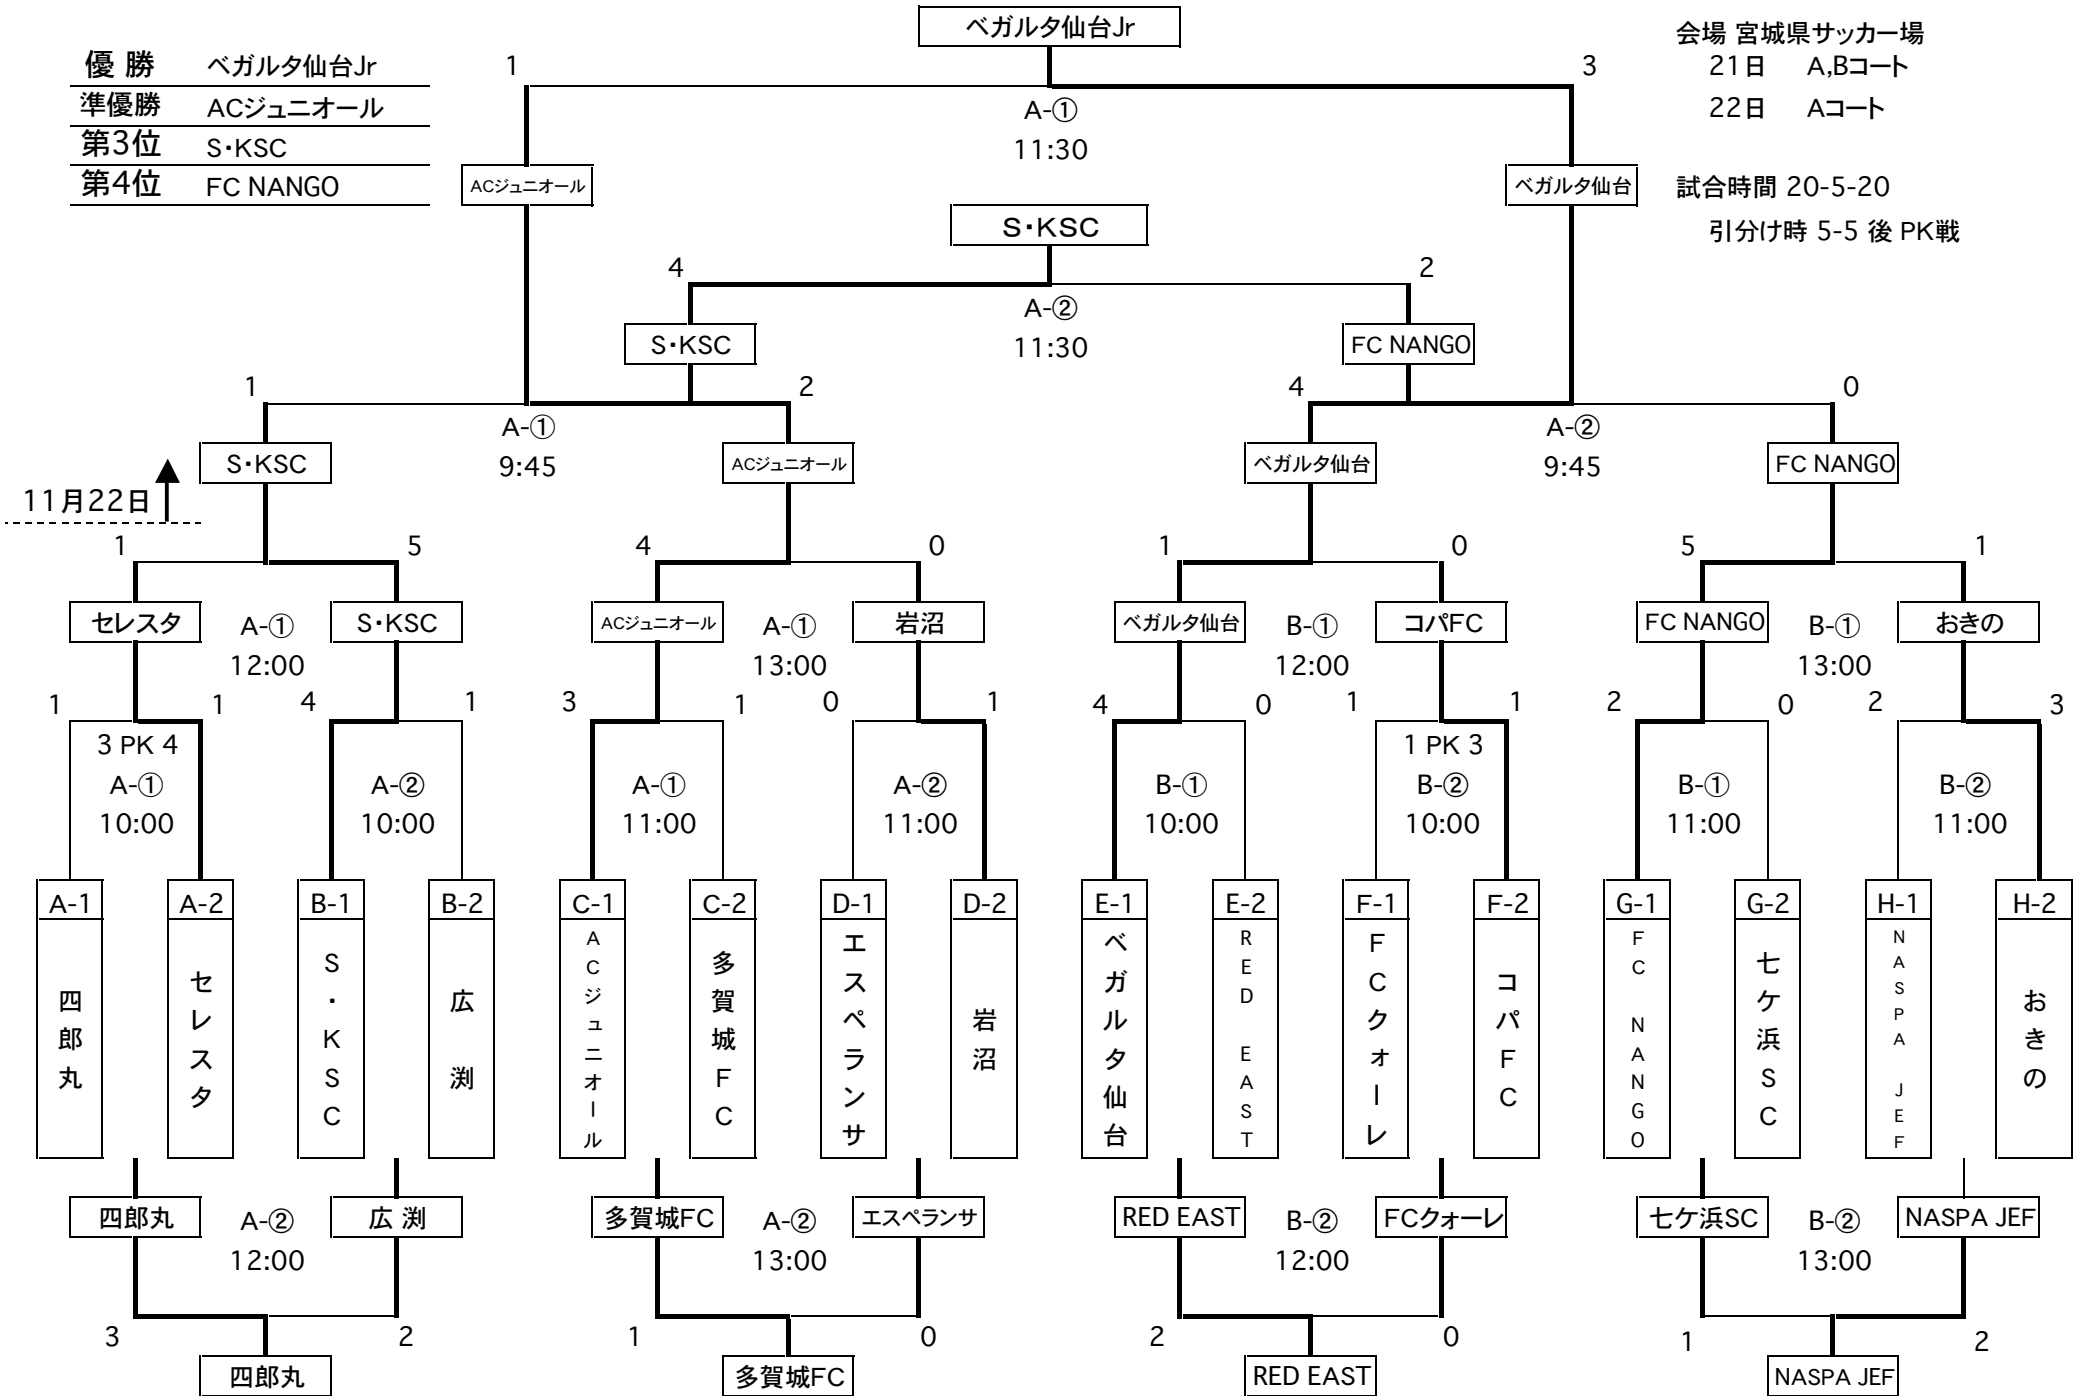 ベガルタ仙台Jr
会場 宮城県サッカー場
優 勝 ベガルタ仙台Jr
1
3
21日 A,Bコート
準優勝 ACジュニオール
A-①
22日 Aコート
第3位 S・KSC
11:30
第4位 FC NANGO
ACジュニオール
ベガルタ仙台
試合時間 20-5-20
S・KSC
引分け時 5-5 後 PK戦
4
2
A-②
11:30
S・KSC
FC NANGO
1
2
4
0
A-①
A-②
S・KSC
9:45
ACジュニオール
ベガルタ仙台
9:45
FC NANGO
11月22日
1
5
4
0
1
0
5
1
セレスタ
A-①
S・KSC
ACジュニオール
A-①
岩沼
ベガルタ仙台
B-①
コパFC
FC NANGO
B-①
おきの
12:00
13:00
12:00
13:00
1
1
4
1
3
1
0
1
4
0
1
1
2
0
2
3
3 PK 4
1 PK 3
A-①
A-②
A-①
A-②
B-①
B-②
B-①
B-②
10:00
10:00
11:00
11:00
10:00
10:00
11:00
11:00
A-1
A-2
B-1
B-2
C-1
C-2
D-1
D-2
E-1
E-2
F-1
F-2
G-1
G-2
H-1
H-2
四郎丸
セレスタ
S・KSC
広 渕
ACジュニオール
多賀城FC
エスペランサ
岩沼
ベガルタ仙台
RED EAST
FCクォーレ
コパFC
FC NANGO
七ケ浜SC
NASPA JEF
おきの
四郎丸
A-②
広 渕
多賀城FC
A-②
エスペランサ
RED EAST
B-②
FCクォーレ
七ケ浜SC
B-②
NASPA JEF
12:00
13:00
12:00
13:00
3
2
1
0
2
0
1
2
四郎丸
多賀城FC
RED EAST
NASPA JEF